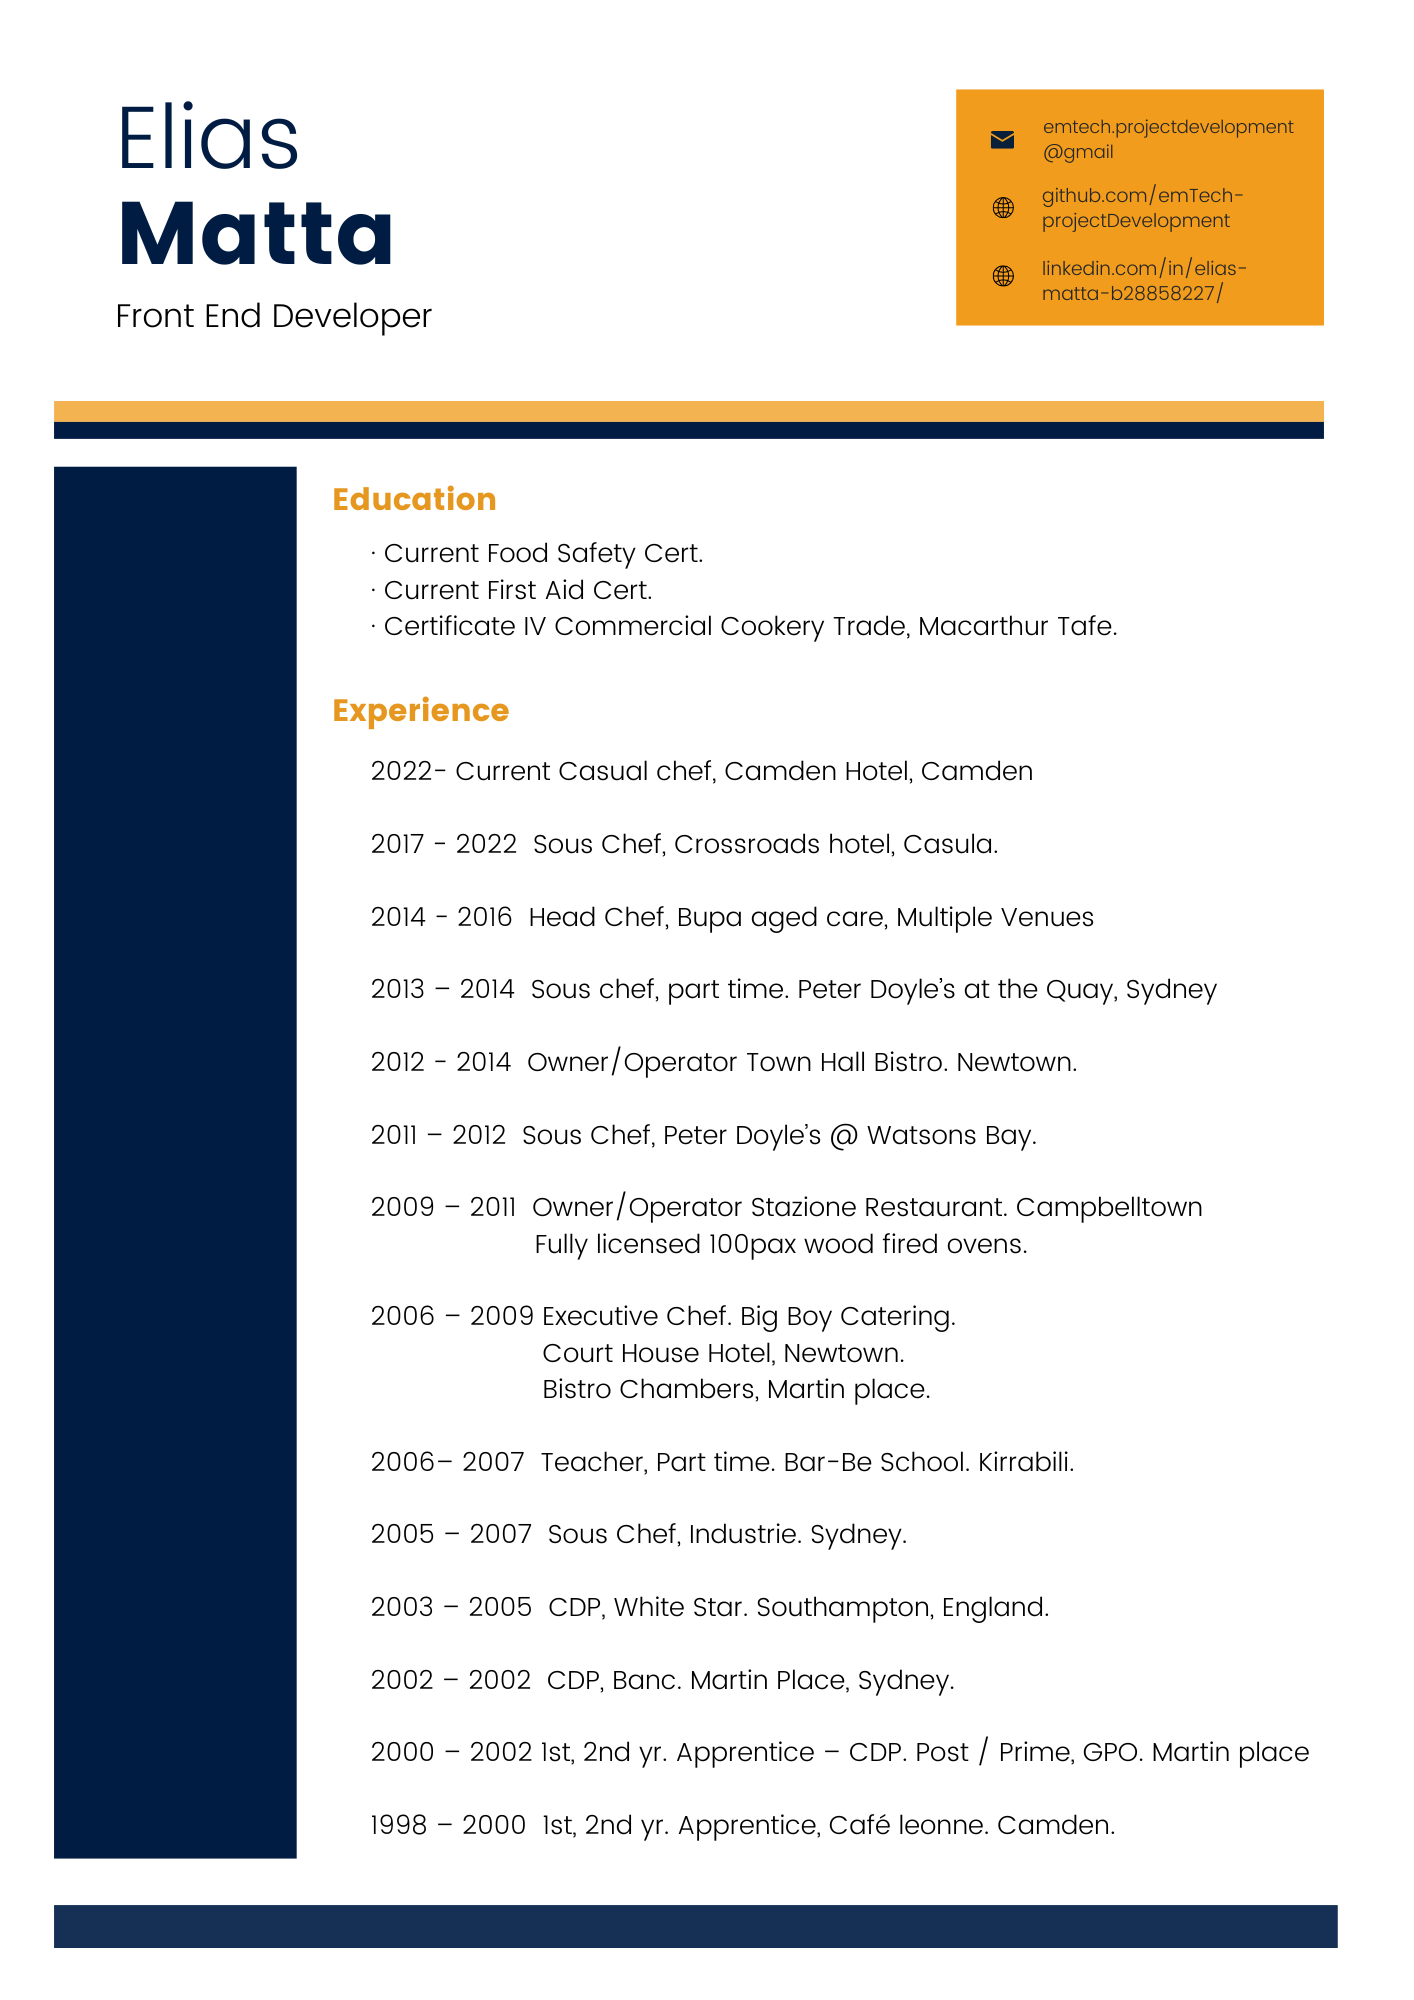 Elias
Matta
Front End Developer
emtech.projectdevelopment
@gmail
github.com/emTech-
projectDevelopment
linkedin.com/in/elias-
matta-b28858227/
Education
· Current Food Safety Cert.
· Current First Aid Cert.
· Certificate IV Commercial Cookery Trade, Macarthur Tafe.
Experience
2022- Current Casual chef, Camden Hotel, Camden
2017 - 2022 Sous Chef, Crossroads hotel, Casula.
2014 - 2016 Head Chef, Bupa aged care, Multiple Venues
2013 – 2014 Sous chef, part time. Peter Doyle’s at the Quay, Sydney
2012 - 2014 Owner/Operator Town Hall Bistro. Newtown.
2011 – 2012 Sous Chef, Peter Doyle’s @ Watsons Bay.
2009 – 2011 Owner/Operator Stazione Restaurant. Campbelltown
Fully licensed 100pax wood fired ovens.
2006 – 2009 Executive Chef. Big Boy Catering.
Court House Hotel, Newtown.
Bistro Chambers, Martin place.
2006– 2007 Teacher, Part time. Bar-Be School. Kirrabili.
2005 – 2007 Sous Chef, Industrie. Sydney.
2003 – 2005 CDP, White Star. Southampton, England.
2002 – 2002 CDP, Banc. Martin Place, Sydney.
2000 – 2002 1st, 2nd yr. Apprentice – CDP. Post / Prime, GPO. Martin place
1998 – 2000 1st, 2nd yr. Apprentice, Café leonne. Camden.